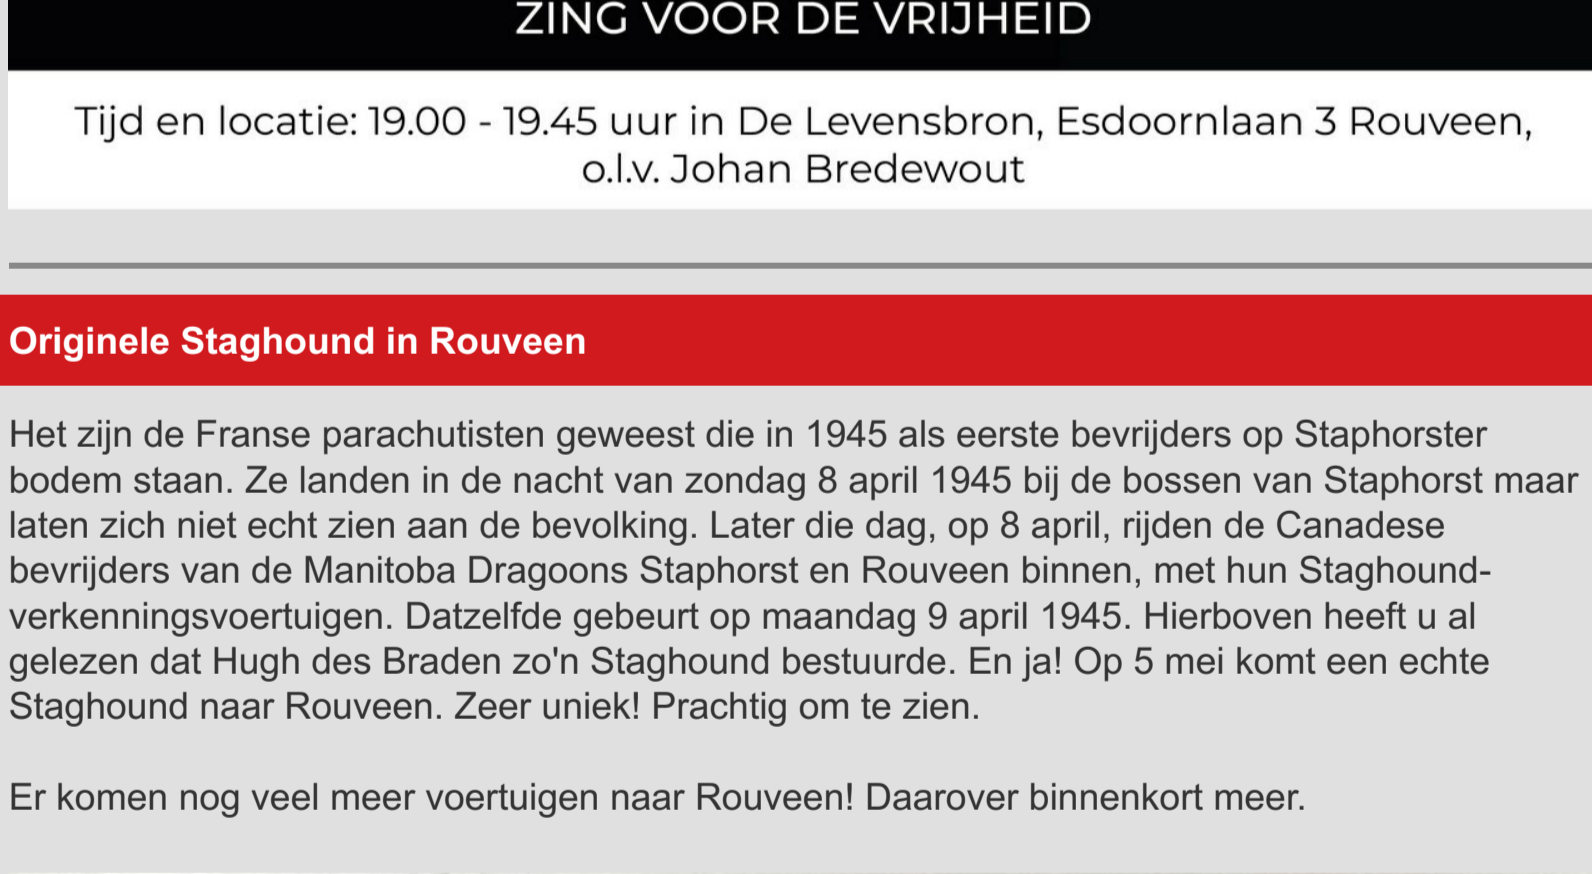 ZING VOOR DE VRIJHEID
Tijd en locatie: 19.00 - 19.45 uur in De Levensbron, Esdoornlaan 3 Rouveen,
o.l.v. Johan Bredewout
Originele Staghound in Rouveen
Het zijn de Franse parachutisten geweest die in 1945 als eerste bevrijders op Staphorster
bodem staan. Ze landen in de nacht van zondag 8 april 1945 bij de bossen van Staphorst maar
laten zich niet echt zien aan de bevolking. Later die dag, op 8 april, rijden de Canadese
bevrijders van de Manitoba Dragoons Staphorst en Rouveen binnen, met hun Staghound-
verkenningsvoertuigen. Datzelfde gebeurt op maandag 9 april 1945. Hierboven heeft u al
gelezen dat Hugh des Braden zo'n Staghound bestuurde. En ja! Op 5 mei komt een echte
Staghound naar Rouveen. Zeer uniek! Prachtig om te zien.
Er komen nog veel meer voertuigen naar Rouveen! Daarover binnenkort meer.